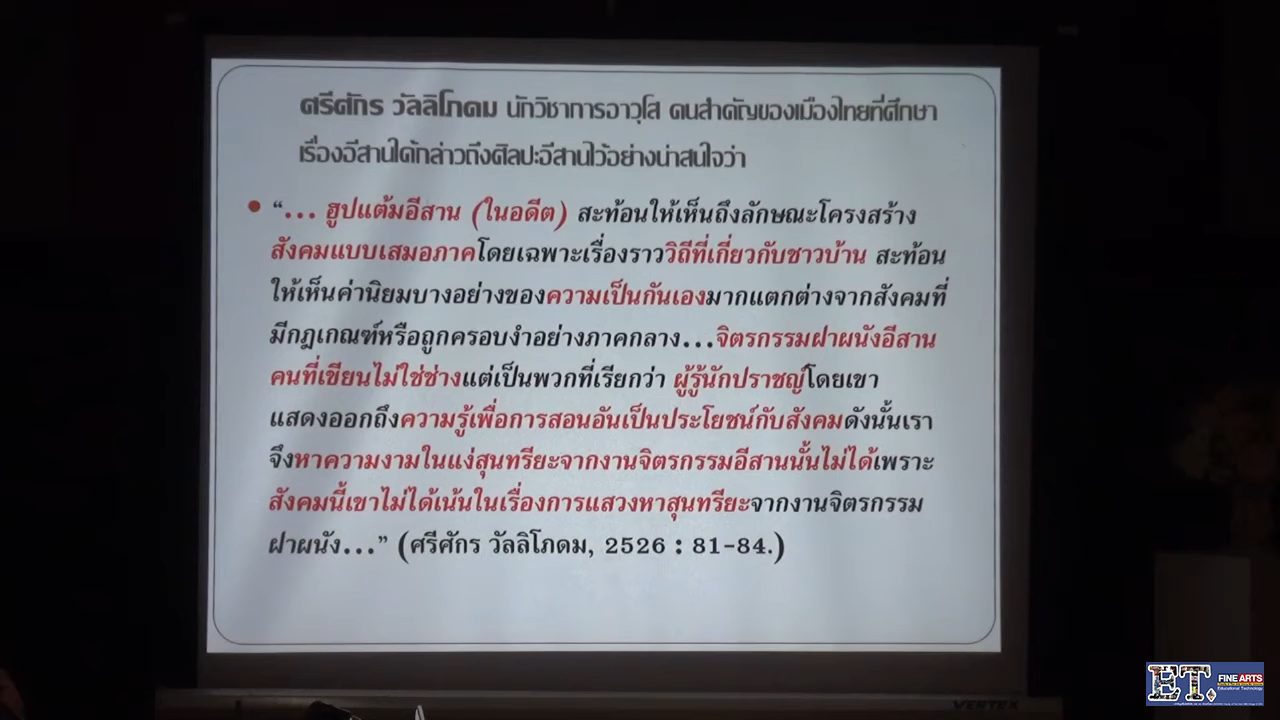 ศรีศักร วัลลิโภดม นักวิชาการอาวุโส คนสำคัญของเมืองไทยที่ศึกษา
เรื่องอีสานได้กล่าวถึงศิลปะอีสานไว้อย่างน่าสนใจว่า
• “... ฮูปแต้มอีสาน (ในอดีต) สะท้อนให้เห็นถึงลักษณะโครงสร้าง
สังคมแบบเสมอภาคโดยเฉพาะเรื่องราววิถีที่เกี่ยวกับชาวบ้าน สะท้อน
ให้เห็นค่านิยมบางอย่างของความเป็นกันเองมากแตกต่างจากสังคมที่
มีกฎเกณฑ์หรือถูกครอบงำอย่างภาคกลาง...จิตรกรรมฝาผนังอีสาน
คนที่เขียนไม่ใช่ช่างแต่เป็นพวกที่เรียกว่า ผู้รู้นักปราชญ์โดยเขา
แสดงออกถึงความรู้เพื่อการสอนอันเป็นประโยชน์กับสังคมดังนั้นเรา
จึงหาความงามในแง่สุนทรียะจากงานจิตรกรรมอีสานนั้นไม่ได้เพราะ
สังคมนี้เขาไม่ได้เน้นในเรื่องการแสวงหาสุนทรียะจากงานจิตรกรรม
ฝาผนัง...” (ศรีศักร วัลลิโภดม, 2526 : 81-84.)
VERTEX
ET. FINE ARTS
Educational Technology